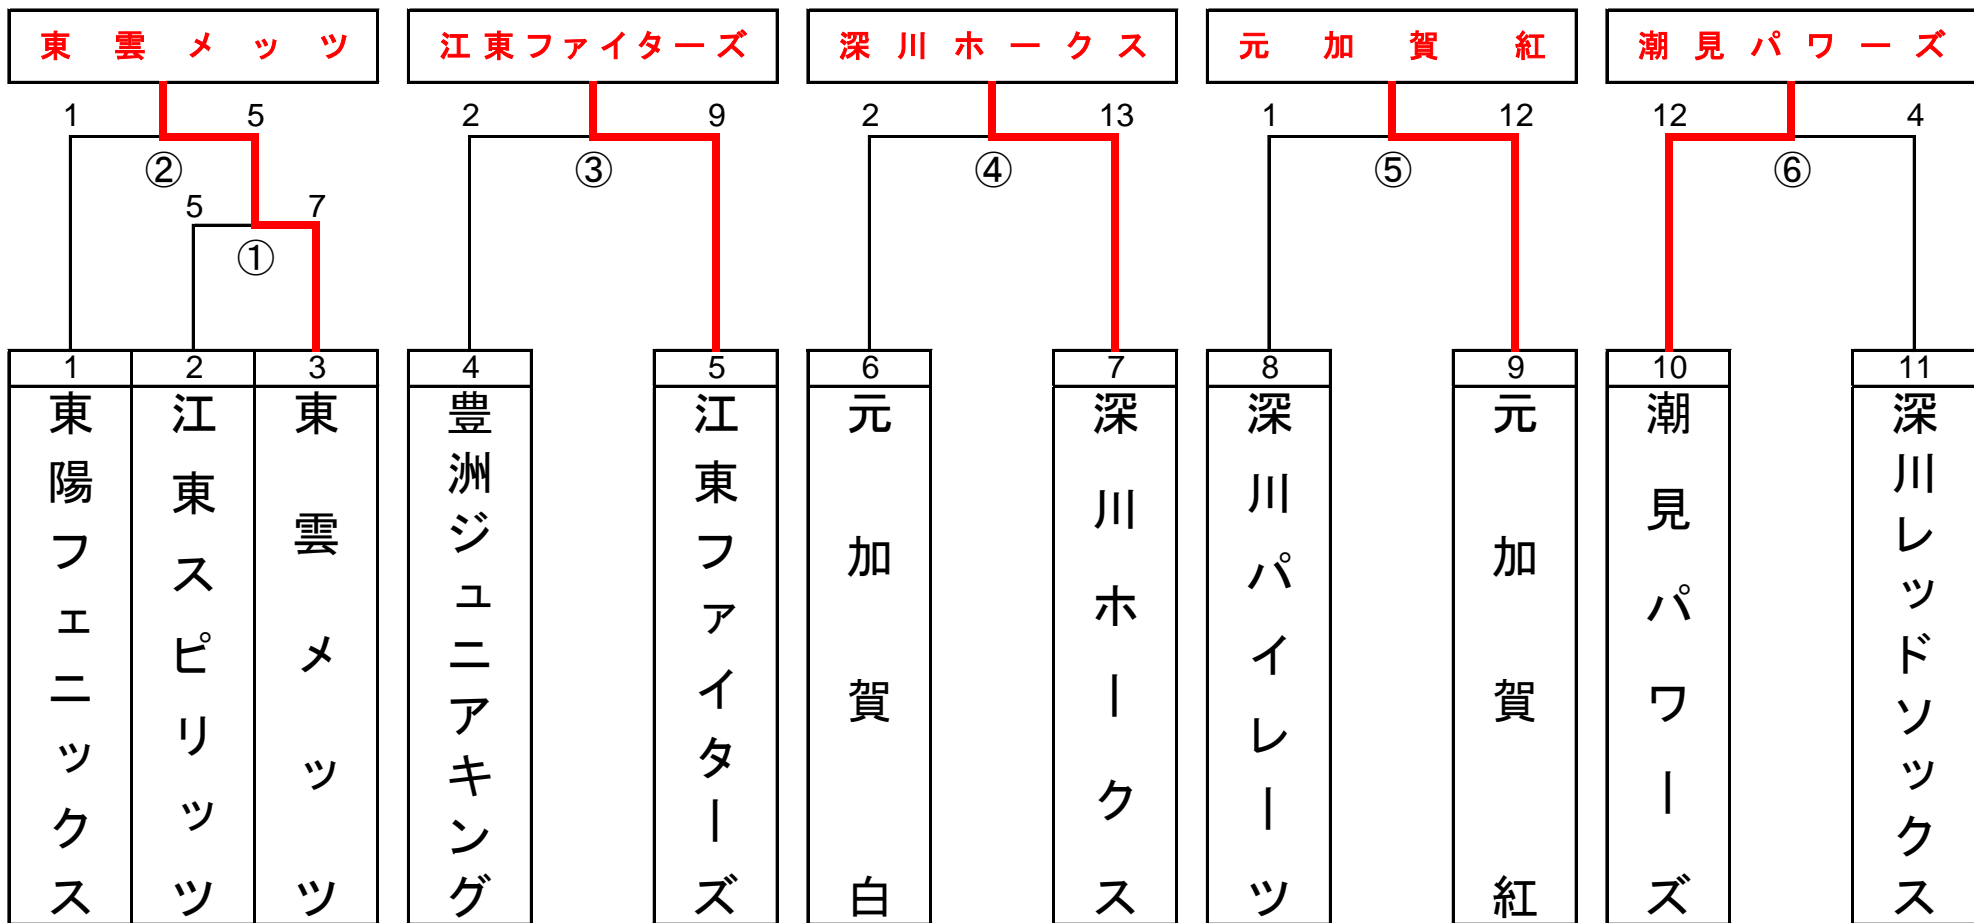 東雲メッツ
江東ファイターズ
深川ホークス
元加賀紅
潮見パワーズ
1 5
2 9
2 13
1 12
12 4
②
③
④
⑤
⑥
5 7
①
1
2
3
4
5
6
7
8
9
10
11
東陽フェニックス
江東スピリッツ
東雲メッツ
豊洲ジュニアキング
江東ファイターズ
元加賀白
深川ホークス
深川パイレーツ
元加賀紅
潮見パワーズ
深川レッドソックス